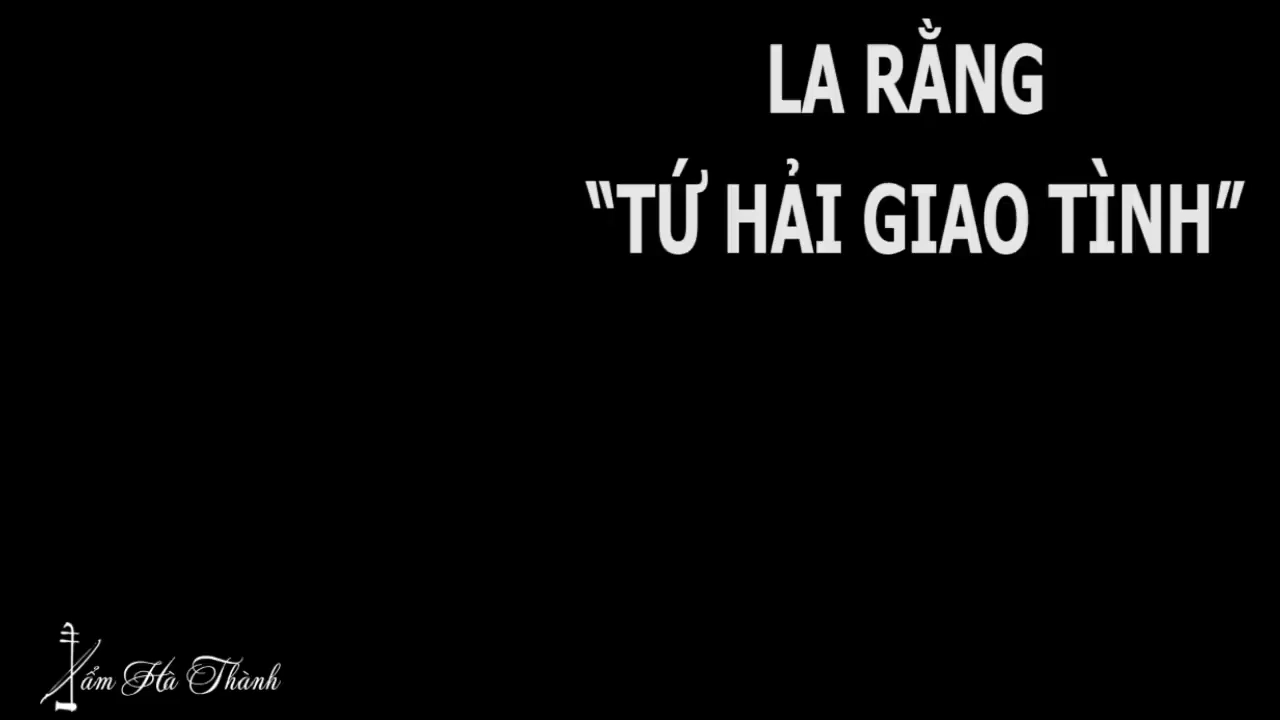 LA RẰNG
“TỨ HẢI GIAO TÌNH”
Xẩm Hà Thành